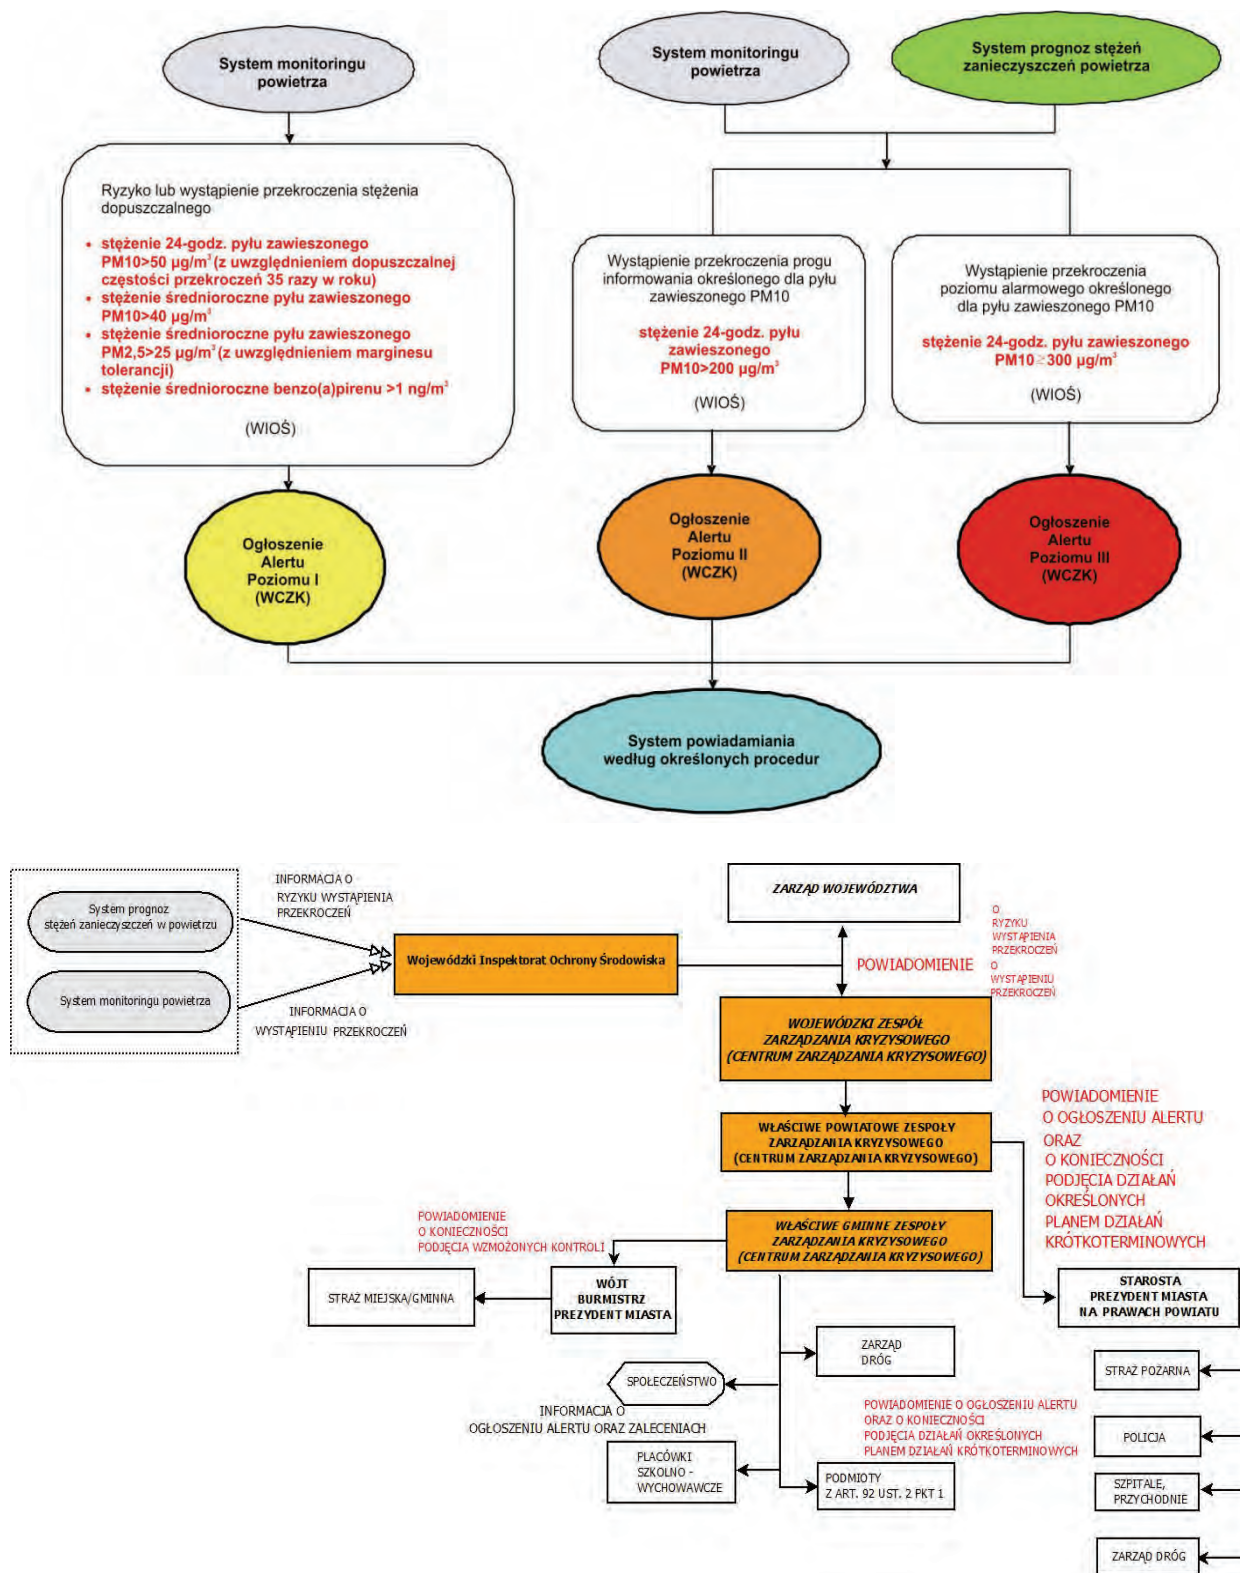 System monitoringu
powietrza
System monitoringu
powietrza
System prognoz stężeń
zanieczyszczeń powietrza
Ryzyko lub wystąpienie przekroczenia stężenia
dopuszczalnego
• stężenie 24-godz. pyłu zawieszonego
PM10>50 µg/m³ (z uwzględnieniem dopuszczalnej
częstości przekroczeń 35 razy w roku)
• stężenie średnioroczne pyłu zawieszonego
PM10>40 µg/m³
• stężenie średnioroczne pyłu zawieszonego
PM2,5>25 µg/m³ (z uwzględnieniem marginesu
tolerancji)
• stężenie średnioroczne benzo(a)pirenu >1 ng/m³
(WIOŚ)
Wystąpienie przekroczenia progu
informowania określonego dla pyłu
zawieszonego PM10
stężenie 24-godz. pyłu
zawieszonego
PM10>200 µg/m³
(WIOŚ)
Wystąpienie przekroczenia
poziomu alarmowego określonego
dla pyłu zawieszonego PM10
stężenie 24-godz. pyłu zawieszonego
PM10≥300 µg/m³
(WIOŚ)
Ogłoszenie
Alertu
Poziomu I
(WCZK)
Ogłoszenie
Alertu
Poziomu II
(WCZK)
Ogłoszenie
Alertu
Poziomu III
(WCZK)
System powiadamiania
według określonych procedur
System prognoz
stężeń zanieczyszczeń w powietrzu
System monitoringu powietrza
INFORMACJA O
RYZYKU WYSTĄPIENIA
PRZEKROCZEŃ
INFORMACJA O
WYSTĄPIENIU PRZEKROCZEŃ
Wojewódzki Inspektorat Ochrony Środowiska
ZARZĄD WOJEWÓDZTWA
POWIADOMIENIE
O
RYZYKU
WYSTĄPIENIA
PRZEKROCZEŃ
O
WYSTĄPIENIU
PRZEKROCZEŃ
WOJEWÓDZKI ZESPÓŁ
ZARZĄDZANIA KRYZYSOWEGO
(CENTRUM ZARZĄDZANIA KRYZYSOWEGO)
WŁAŚCIWE POWIATOWE ZESPOŁY
ZARZĄDZANIA KRYZYSOWEGO
(CENTRUM ZARZĄDZANIA KRYZYSOWEGO)
POWIADOMIENIE
O OGŁOSZENIU ALERTU
ORAZ
O KONIECZNOŚCI
PODJĘCIA DZIAŁAŃ
OKREŚLONYCH
PLANEM DZIAŁAŃ
KRÓTKOTERMINOWYCH
WŁAŚCIWE GMINNE ZESPOŁY
ZARZĄDZANIA KRYZYSOWEGO
(CENTRUM ZARZĄDZANIA KRYZYSOWEGO)
POWIADOMIENIE
O KONIECZNOŚCI
PODJĘCIA WZMOŻONYCH KONTROLI
STRAŻ MIEJSKA/GMINNA
WÓJT
BURMISTRZ
PREZYDENT MIASTA
STAROSTA
PREZYDENT MIASTA
NA PRAWACH POWIATU
ZARZĄD
DRÓG
SPOŁECZEŃSTWO
INFORMACJA O
OGŁOSZENIU ALERTU ORAZ ZALECENIACH
POWIADOMIENIE O OGŁOSZENIU ALERTU
ORAZ O KONIECZNOŚCI
PODJĘCIA DZIAŁAŃ OKREŚLONYCH
PLANEM DZIAŁAŃ KRÓTKOTERMINOWYCH
PLACÓWKI
SZKOLNO -
WYCHOWAWCZE
PODMIOTY
Z ART. 92 UST. 2 PKT 1
STRAŻ POŻARNA
POLICJA
SZPITALE,
PRZYCHODNIE
ZARZĄD DRÓG